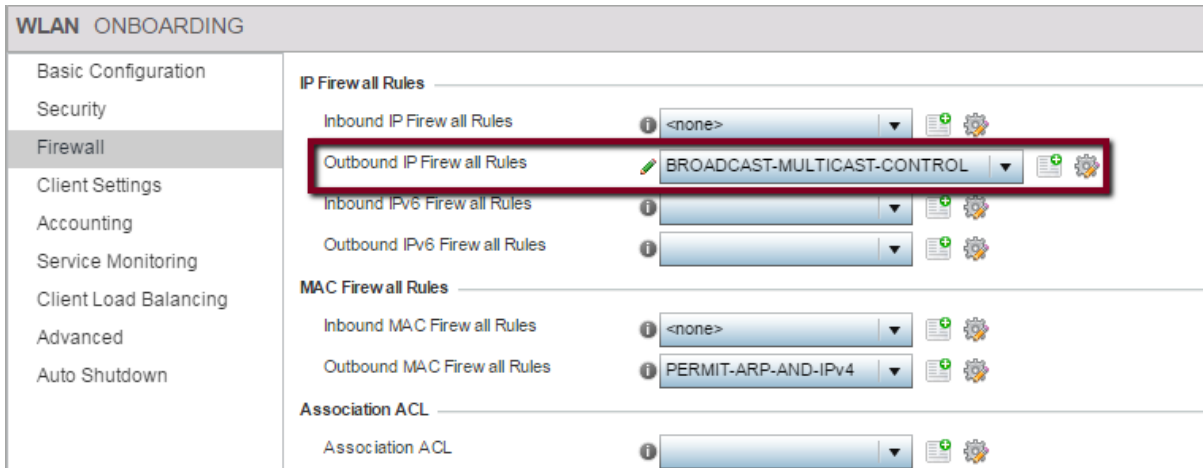 WLAN ONBOARDING
Basic Configuration
Security
Firewall
Client Settings
Accounting
Service Monitoring
Client Load Balancing
Advanced
Auto Shutdown
IP Firewall Rules
Inbound IP Firewall Rules <none>
Outbound IP Firewall Rules BROADCAST-MULTICAST-CONTROL
Inbound IPv6 Firewall Rules
Outbound IPv6 Firewall Rules
MAC Firewall Rules
Inbound MAC Firewall Rules <none>
Outbound MAC Firewall Rules PERMIT-ARP-AND-IPv4
Association ACL
Association ACL